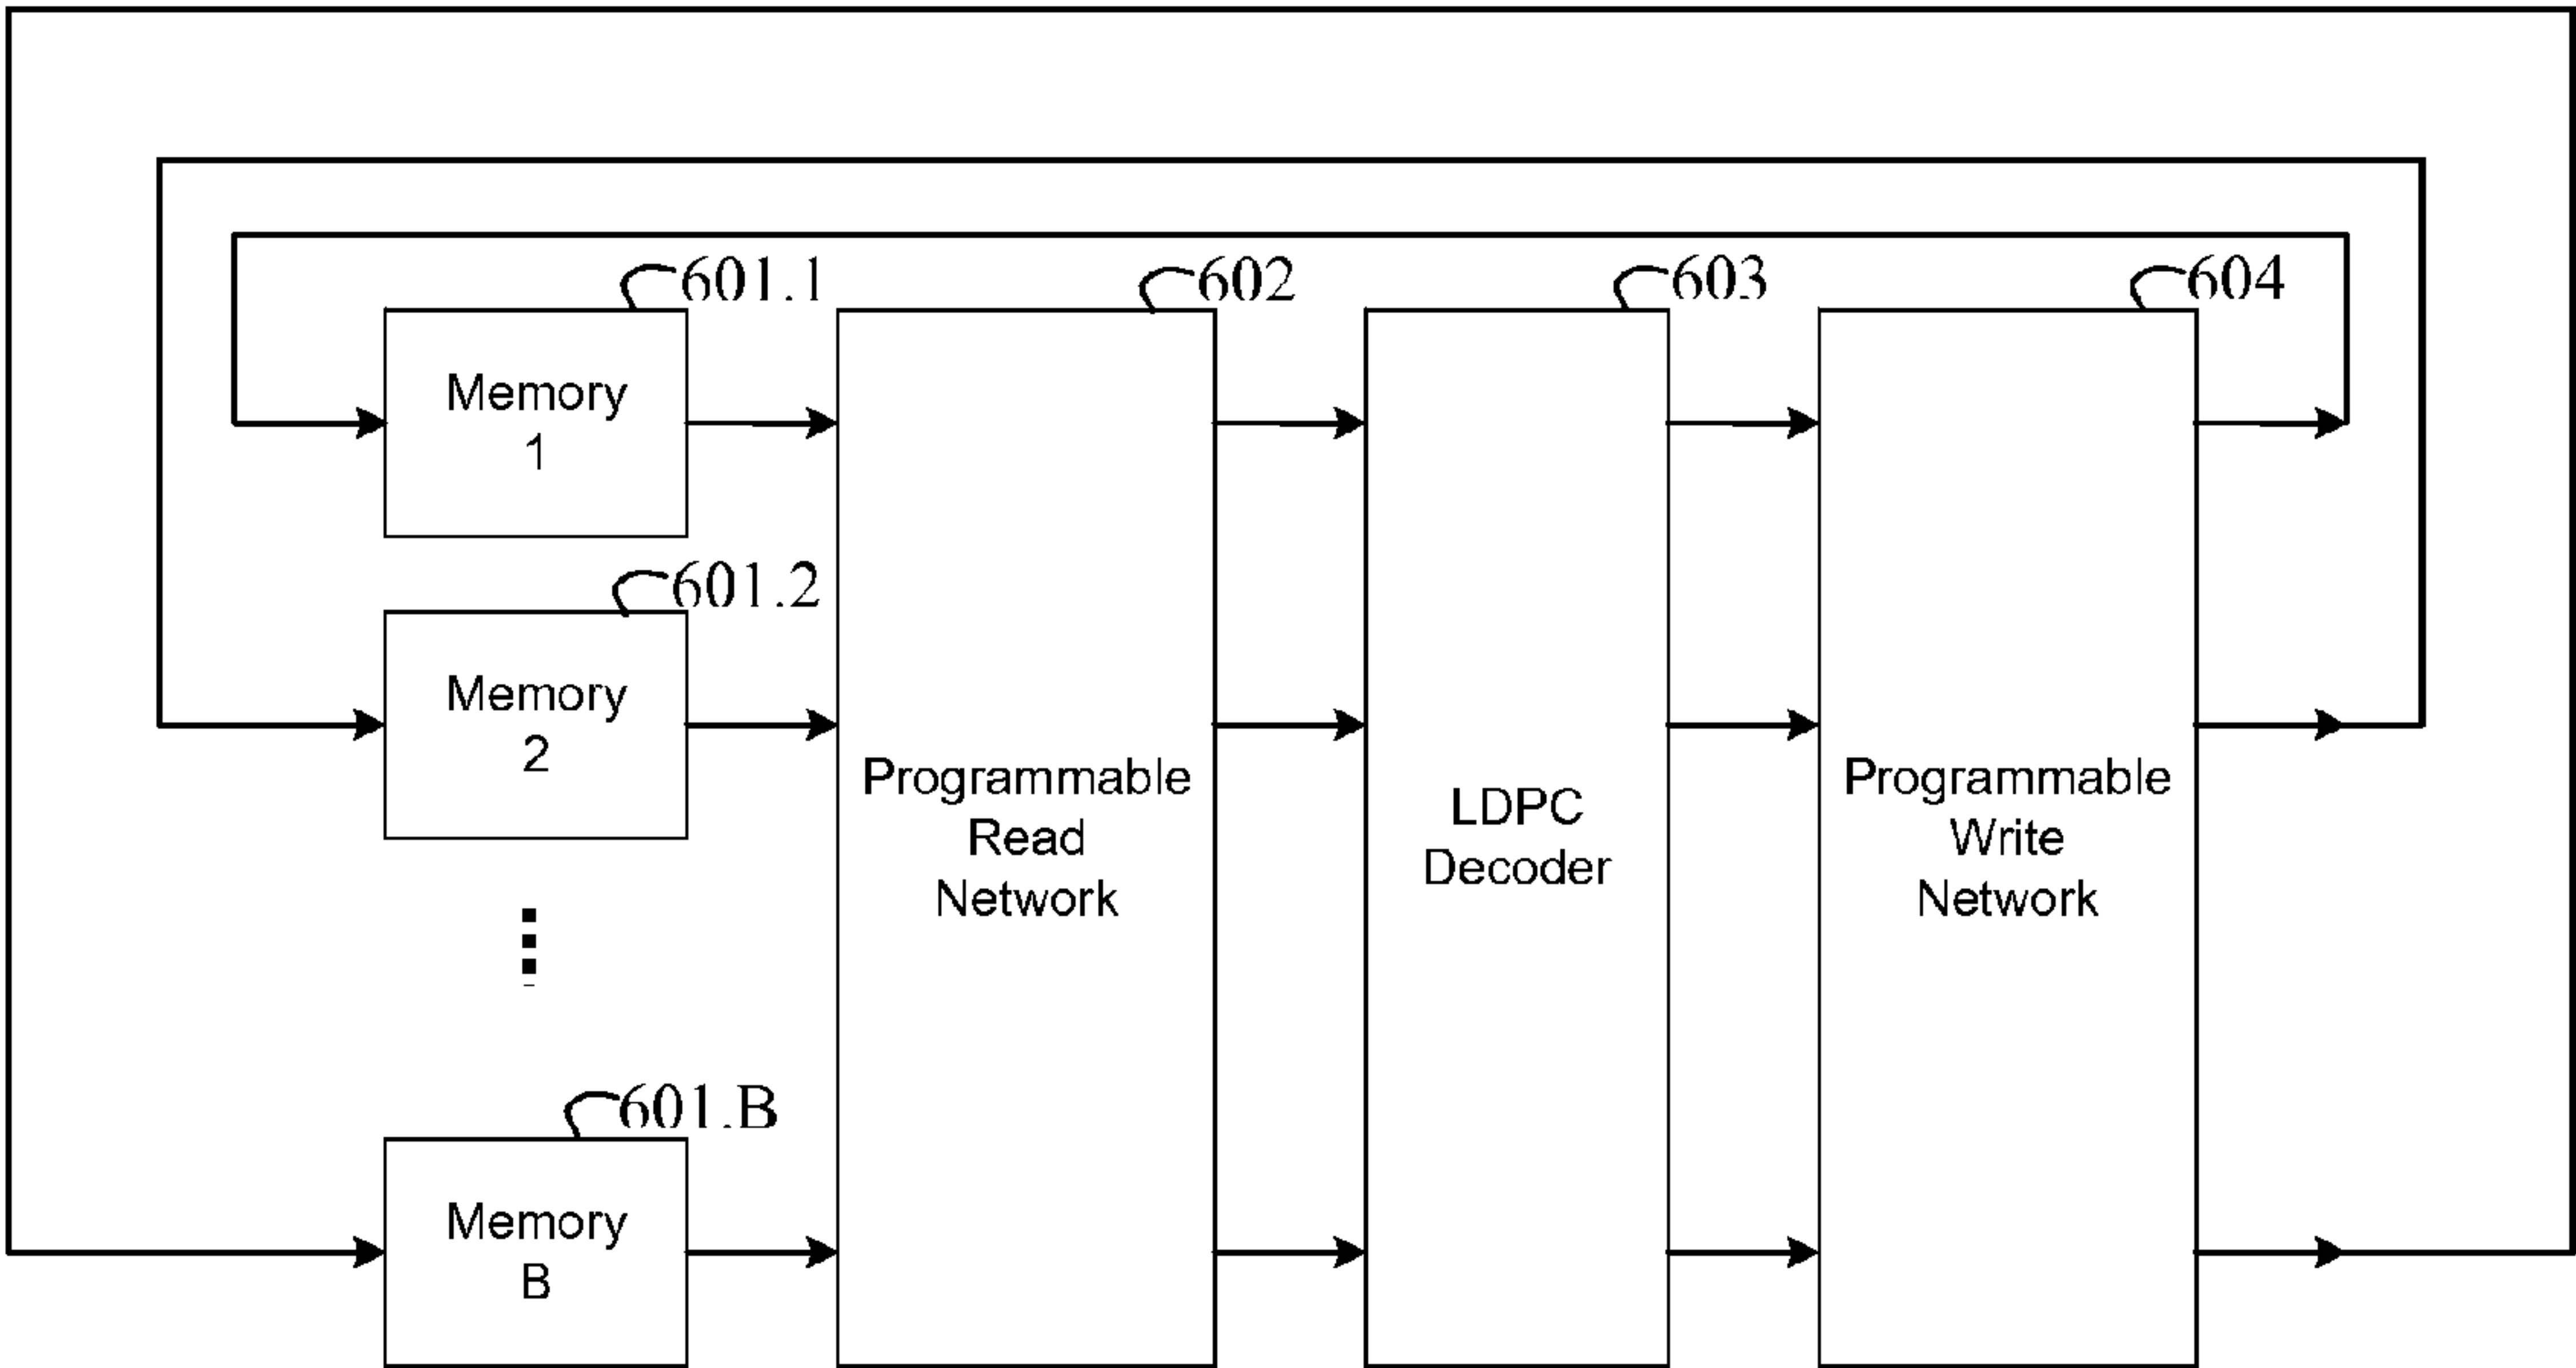 601.1
602
603
604
Memory
1
601.2
Memory
2
Programmable
Read
Network
LDPC
Decoder
Programmable
Write
Network
601.B
Memory
B